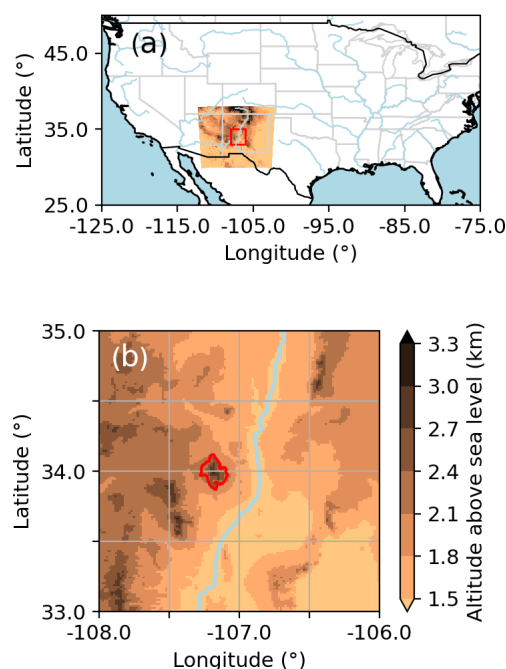 (a)
45.0
35.0
25.0
Latitude (°)
-125.0 -115.0 -105.0 -95.0 -85.0 -75.0
Longitude (°)
(b)
35.0
34.0
33.0
Latitude (°)
-108.0 -107.0 -106.0
Longitude (°)
3.3
3.0
2.7
2.4
2.1
1.8
1.5
Altitude above sea level (km)